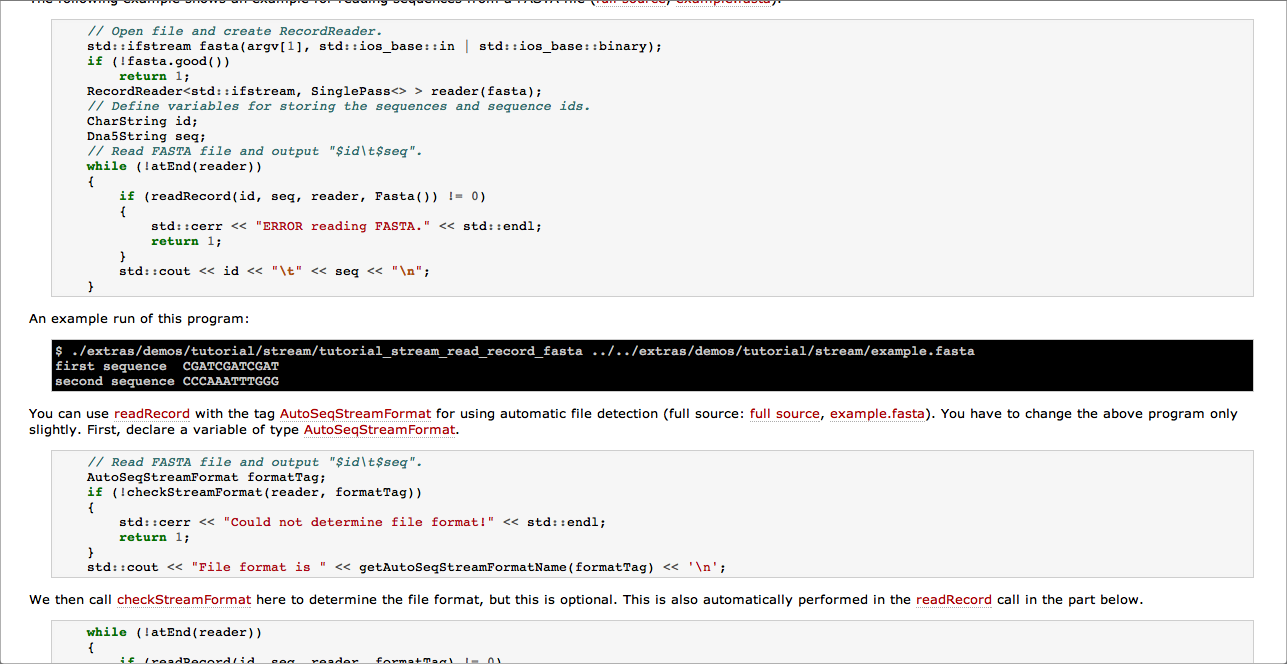 The following example shows an example for reading sequences from a FASTA file (full source, example.fasta).
// Open file and create RecordReader.
std::ifstream fasta(argv[1], std::ios_base::in | std::ios_base::binary);
if (!fasta.good())
return 1;
RecordReader<std::ifstream, SinglePass<> > reader(fasta);
// Define variables for storing the sequences and sequence ids.
CharString id;
Dna5String seq;
// Read FASTA file and output "$id\t$seq".
while (!atEnd(reader))
{
if (readRecord(id, seq, reader, Fasta()) != 0)
{
std::cerr << "ERROR reading FASTA." << std::endl;
return 1;
}
std::cout << id << "\t" << seq << "\n";
}
An example run of this program:
$ ./extras/demos/tutorial/stream/tutorial_stream_read_record_fasta ../../extras/demos/tutorial/stream/example.fasta
first sequence  CGATCGATCGAT
second sequence CCCAAATTTGGG
You can use readRecord with the tag AutoSeqStreamFormat for using automatic file detection (full source: full source, example.fasta). You have to change the above program only
slightly. First, declare a variable of type AutoSeqStreamFormat.
// Read FASTA file and output "$id\t$seq".
AutoSeqStreamFormat formatTag;
if (!checkStreamFormat(reader, formatTag))
{
std::cerr << "Could not determine file format!" << std::endl;
return 1;
}
std::cout << "File format is " << getAutoSeqStreamFormatName(formatTag) << '\n';
We then call checkStreamFormat here to determine the file format, but this is optional. This is also automatically performed in the readRecord call in the part below.
while (!atEnd(reader))
{
if (readRecord(id, seq, reader, formatTag) != 0)